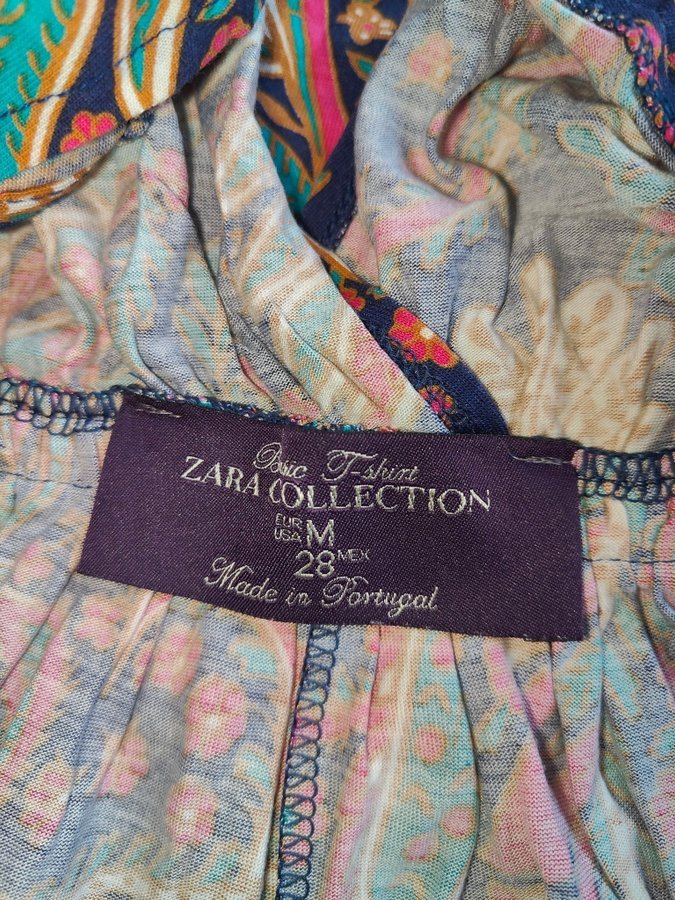 Basic T-shirt
ZARA COLLECTION
EUR
USA M
28 MEX
Made in Portugal